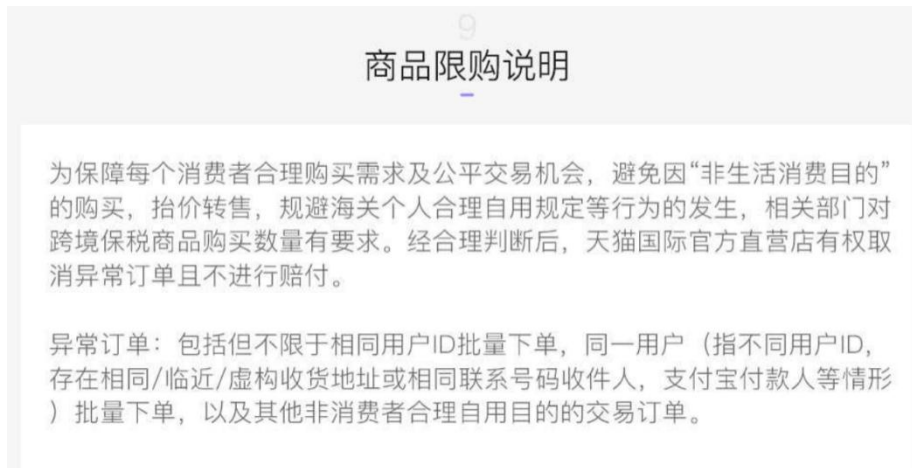 9
商品限购说明
为保障每个消费者合理购买需求及公平交易机会，避免因“非生活消费目的”
的购买，抬价转售，规避海关个人合理自用规定等行为的发生，相关部门对
跨境保税商品购买数量有要求。经合理判断后，天猫国际官方直营店有权取
消异常订单且不进行赔付。
异常订单：包括但不限于相同用户ID批量下单，同一用户（指不同用户ID，
存在相同/临近/虚构收货地址或相同联系号码收件人，支付宝付款人等情形
）批量下单，以及其他非消费者合理自用目的的交易订单。